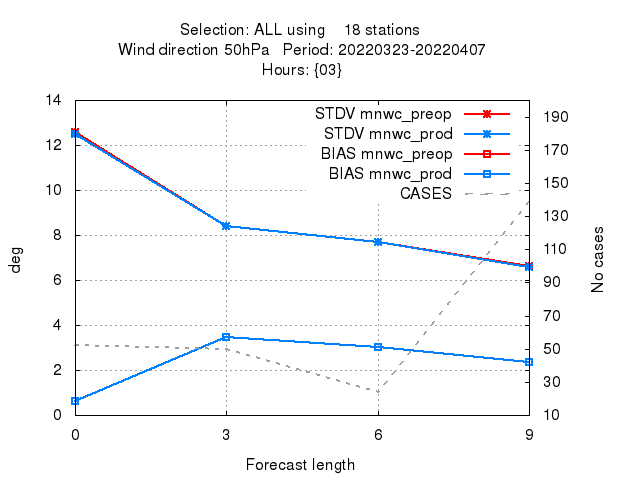 Selection: ALL using 18 stations
Wind direction 50hPa Period: 20220323-20220407
Hours: {03}
STDV mnwc_preop
STDV mnwc_prod
BIAS mnwc_preop
BIAS mnwc_prod
CASES
14
12
10
8
6
4
2
0
deg
190
170
150
130
110
90
70
50
30
10
No cases
0 3 6 9
Forecast length